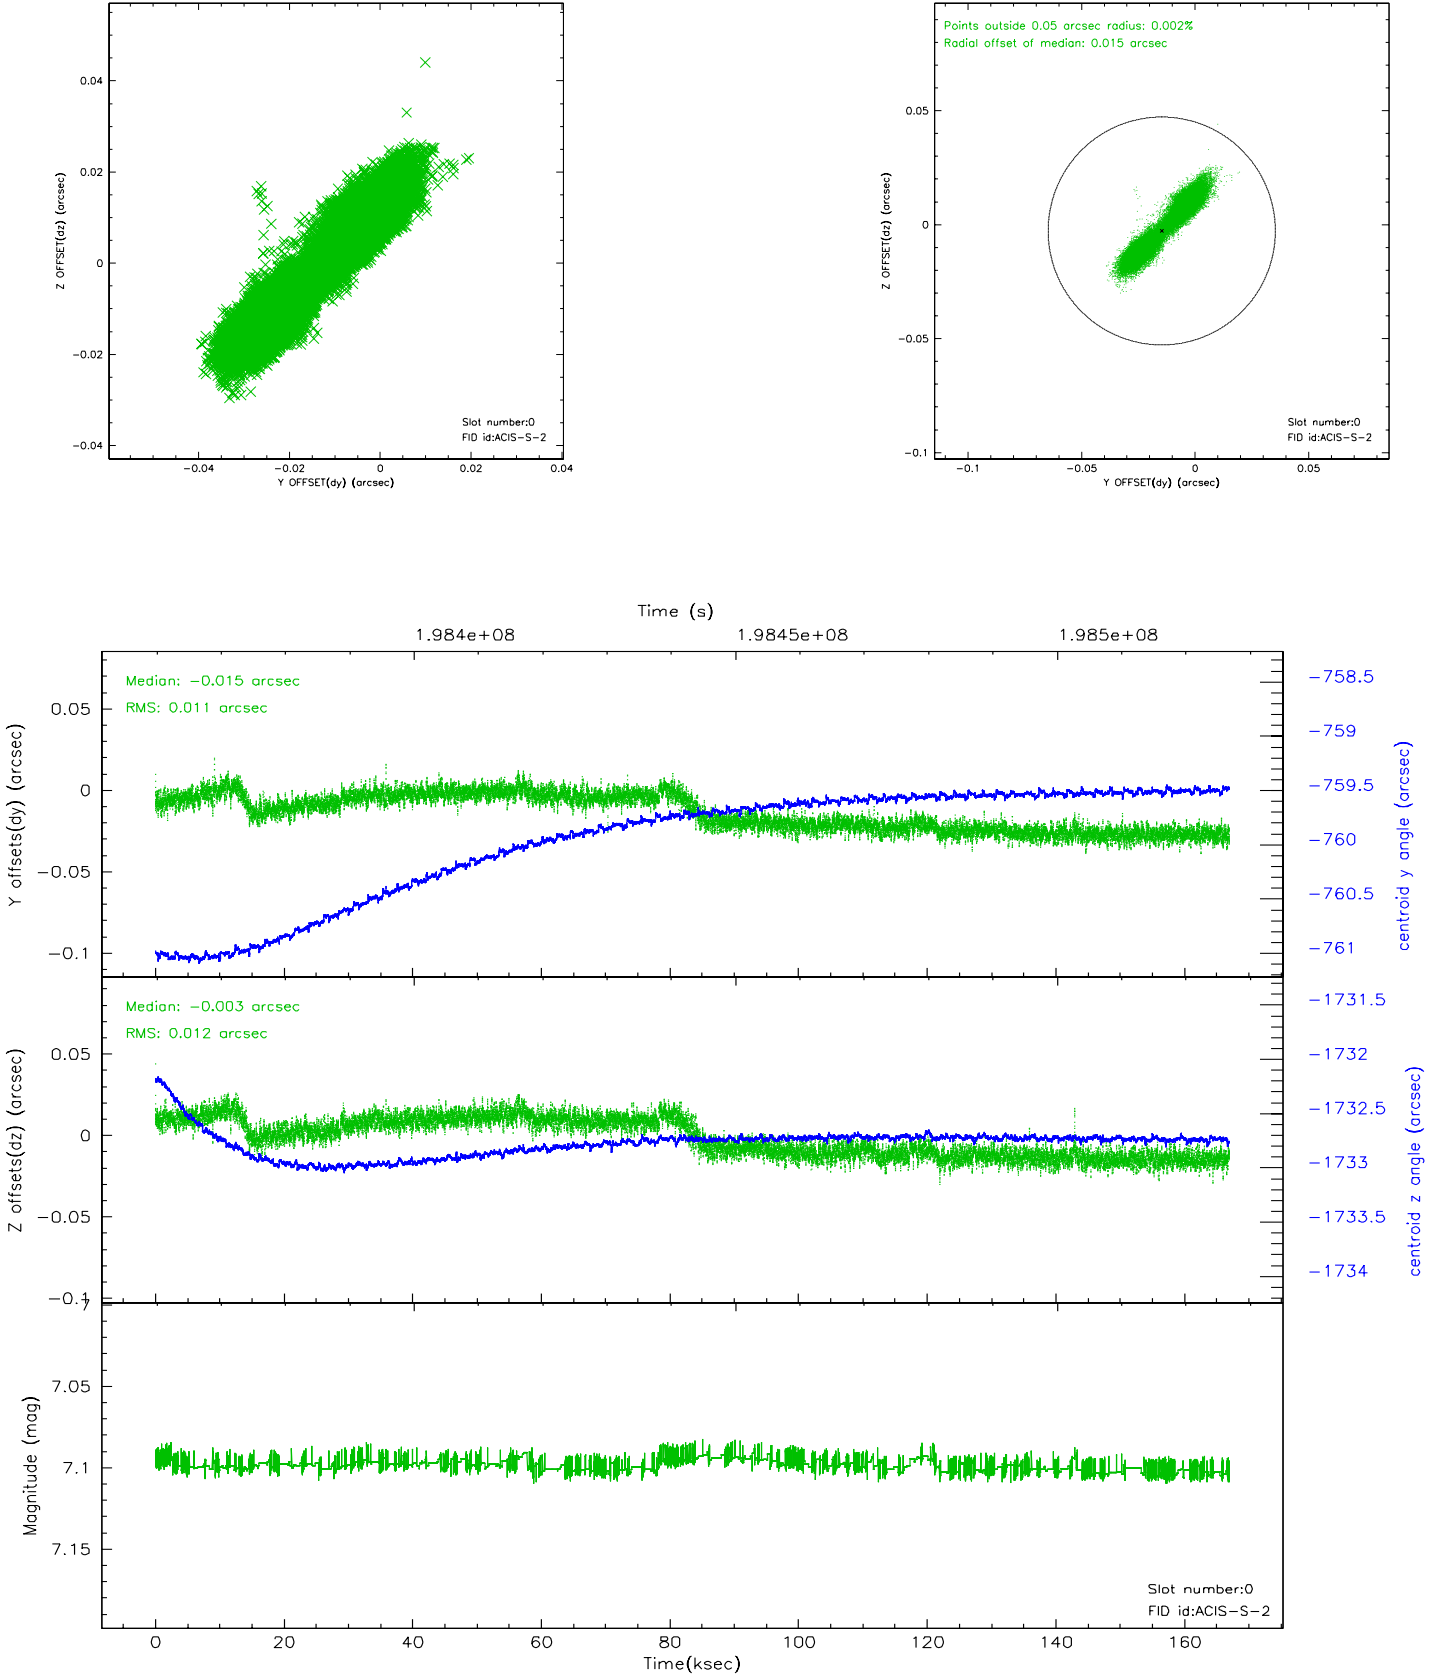 0.04
0.02
0
−0.02
−0.04
Z OFFSET(dz) (arcsec)
Slot number:0
FID id:ACIS−S−2
−0.04 −0.02 0 0.02 0.04
Y OFFSET(dy) (arcsec)
Points outside 0.05 arcsec radius: 0.002%
Radial offset of median: 0.015 arcsec
0.05
0
−0.05
−0.1
Z OFFSET(dz) (arcsec)
Slot number:0
FID id:ACIS−S−2
−0.1 −0.05 0 0.05
Y OFFSET(dy) (arcsec)
Time (s)
1.984e+08 1.9845e+08 1.985e+08
Median: −0.015 arcsec
RMS: 0.011 arcsec
0.05
0
−0.05
−0.1
Y offsets(dy) (arcsec)
−758.5
−759
−759.5
−760
−760.5
−761
centroid y angle (arcsec)
Median: −0.003 arcsec
RMS: 0.012 arcsec
0.05
0
−0.05
−0.1
Z offsets(dz) (arcsec)
−1731.5
−1732
−1732.5
−1733
−1733.5
−1734
centroid z angle (arcsec)
7
7.05
7.1
7.15
Magnitude (mag)
Slot number:0
FID id:ACIS−S−2
0 20 40 60 80 100 120 140 160
Time(ksec)